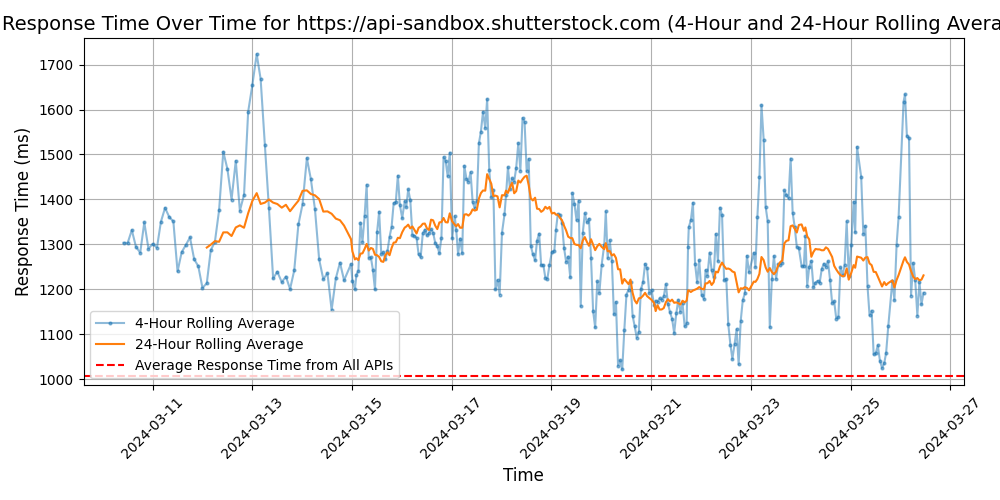 Response Time Over Time for https://api-sandbox.shutterstock.com (4-Hour and 24-Hour Rolling Avera
Response Time (ms)
1700
1600
1500
1400
1300
1200
1100
1000
4-Hour Rolling Average
24-Hour Rolling Average
Average Response Time from All APIs
2024-03-11
2024-03-13
2024-03-15
2024-03-17
2024-03-19
2024-03-21
2024-03-23
2024-03-25
2024-03-27
Time